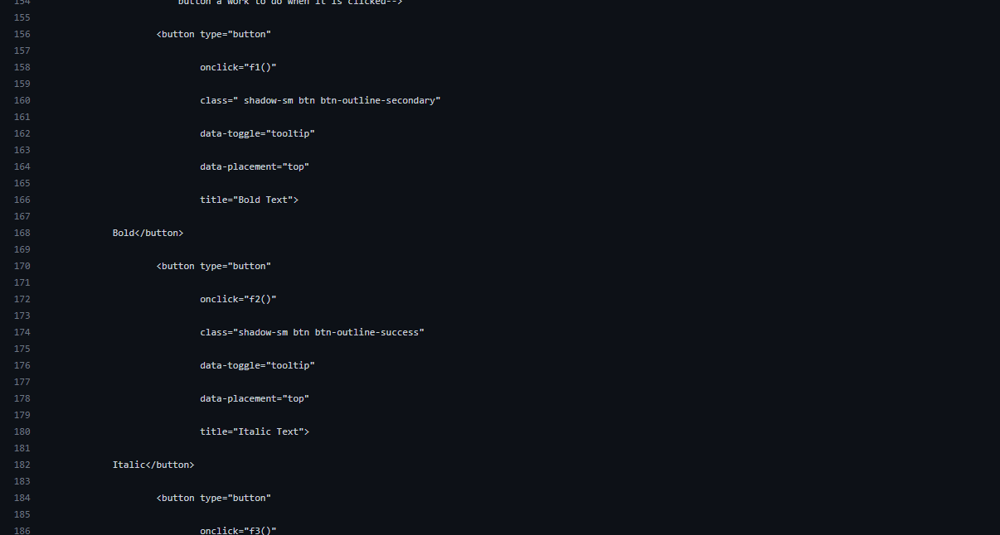 154 button a work to do when it is clicked-->
155
156 <button type="button"
157
158 onclick="f1()"
159
160 class=" shadow-sm btn btn-outline-secondary"
161
162 data-toggle="tooltip"
163
164 data-placement="top"
165
166 title="Bold Text">
167
168 Bold</button>
169
170 <button type="button"
171
172 onclick="f2()"
173
174 class="shadow-sm btn btn-outline-success"
175
176 data-toggle="tooltip"
177
178 data-placement="top"
179
180 title="Italic Text">
181
182 Italic</button>
183
184 <button type="button"
185
186 onclick="f3()"